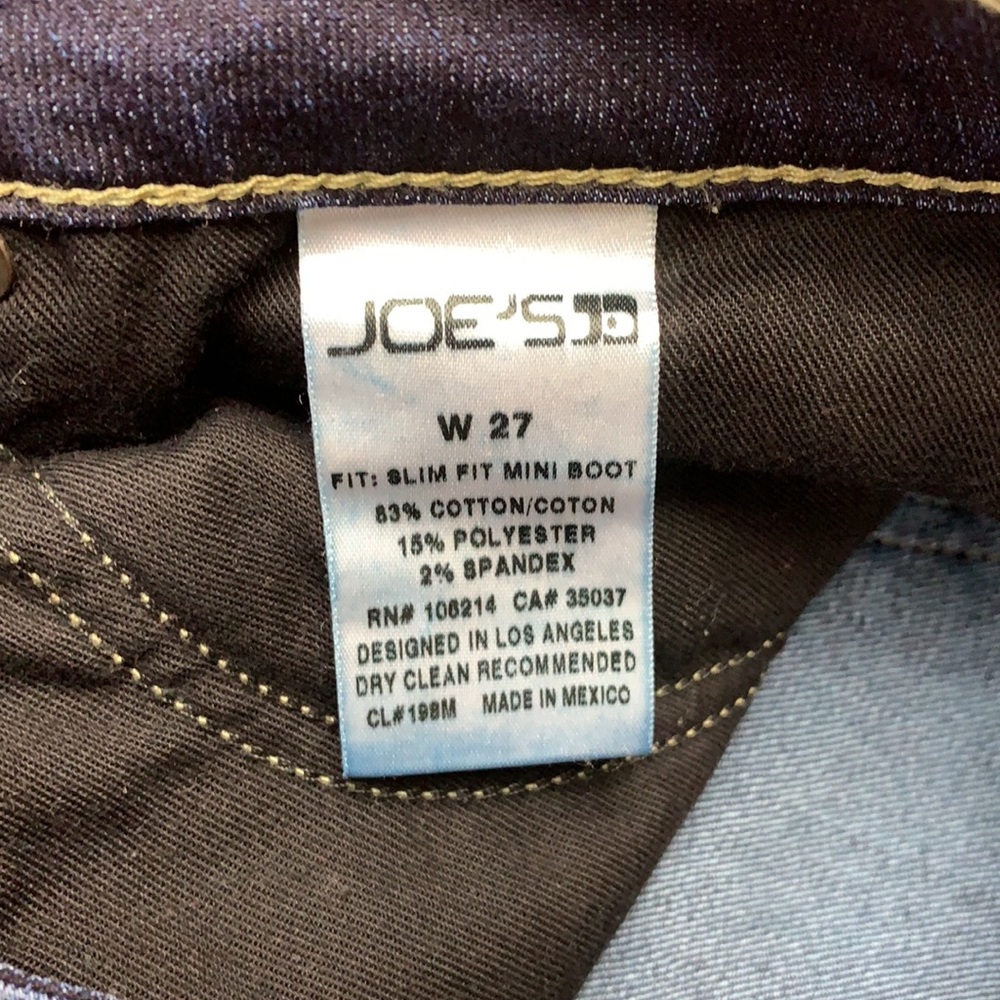 JOE'S
W 27
FIT: SLIM FIT MINI BOOT
83% COTTON/COTON
15% POLYESTER
2% SPANDEX
RN# 106214 CA# 35037
DESIGNED IN LOS ANGELES
DRY CLEAN RECOMMENDED
CL# 198M MADE IN MEXICO